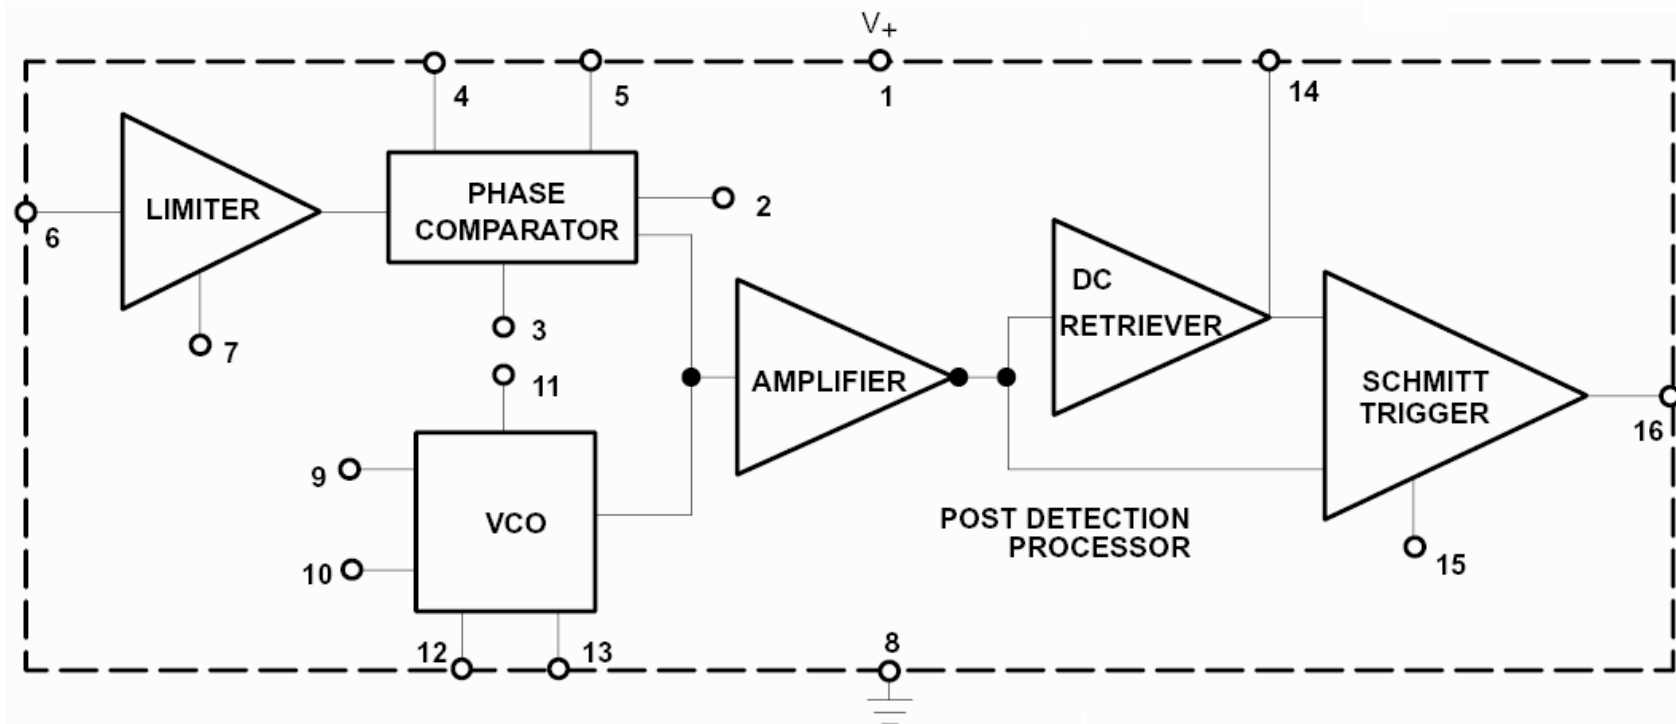 V+
4
5
1
14
LIMITER
PHASE
COMPARATOR
2
6
7
3
11
DC
RETRIEVER
AMPLIFIER
SCHMITT
TRIGGER
16
9
VCO
10
POST DETECTION
PROCESSOR
15
12
13
8